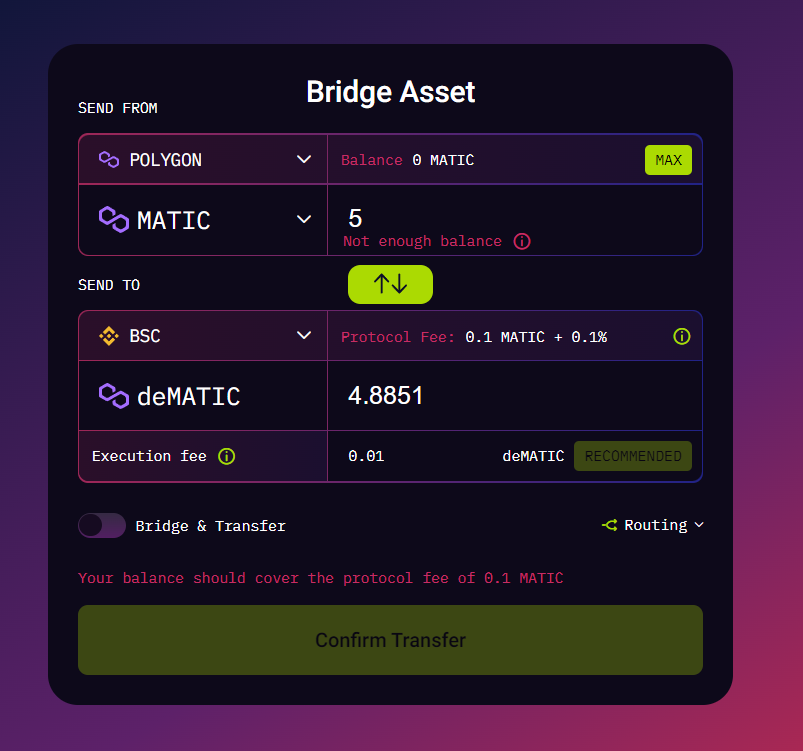 Bridge Asset
SEND FROM
POLYGON Balance 0 MATIC MAX
MATIC 5
Not enough balance
SEND TO
BSC Protocol Fee: 0.1 MATIC + 0.1%
deMATIC 4.8851
Execution fee 0.01 deMATIC RECOMMENDED
Bridge & Transfer Routing
Your balance should cover the protocol fee of 0.1 MATIC
Confirm Transfer